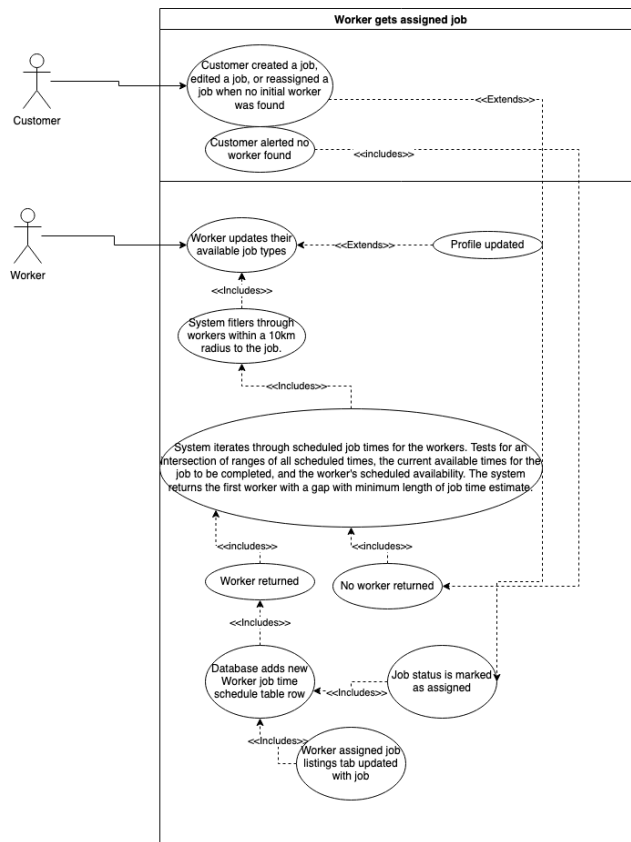 Worker gets assigned job
Customer created a job,
edited a job, or reassigned a
job when no initial worker
was found
<<Extends>>
Customer
Customer alerted no
worker found
<<includes>>
Worker updates their
available job types
<<Extends>>
Profile updated
Worker
<<Includes>>
System fitlers through
workers within a 10km
radius to the job.
<<Includes>>
System iterates through scheduled job times for the workers. Tests for an
intersection of ranges of all scheduled times, the current available times for the
job to be completed, and the worker's scheduled availability. The system
returns the first worker with a gap with minimum length of job time estimate.
<<includes>>
<<includes>>
Worker returned
No worker returned
<<Includes>>
Database adds new
Worker job time
schedule table row
<<Includes>>
Job status is marked
as assigned
<<Includes>>
Worker assigned job
listings tab updated
with job